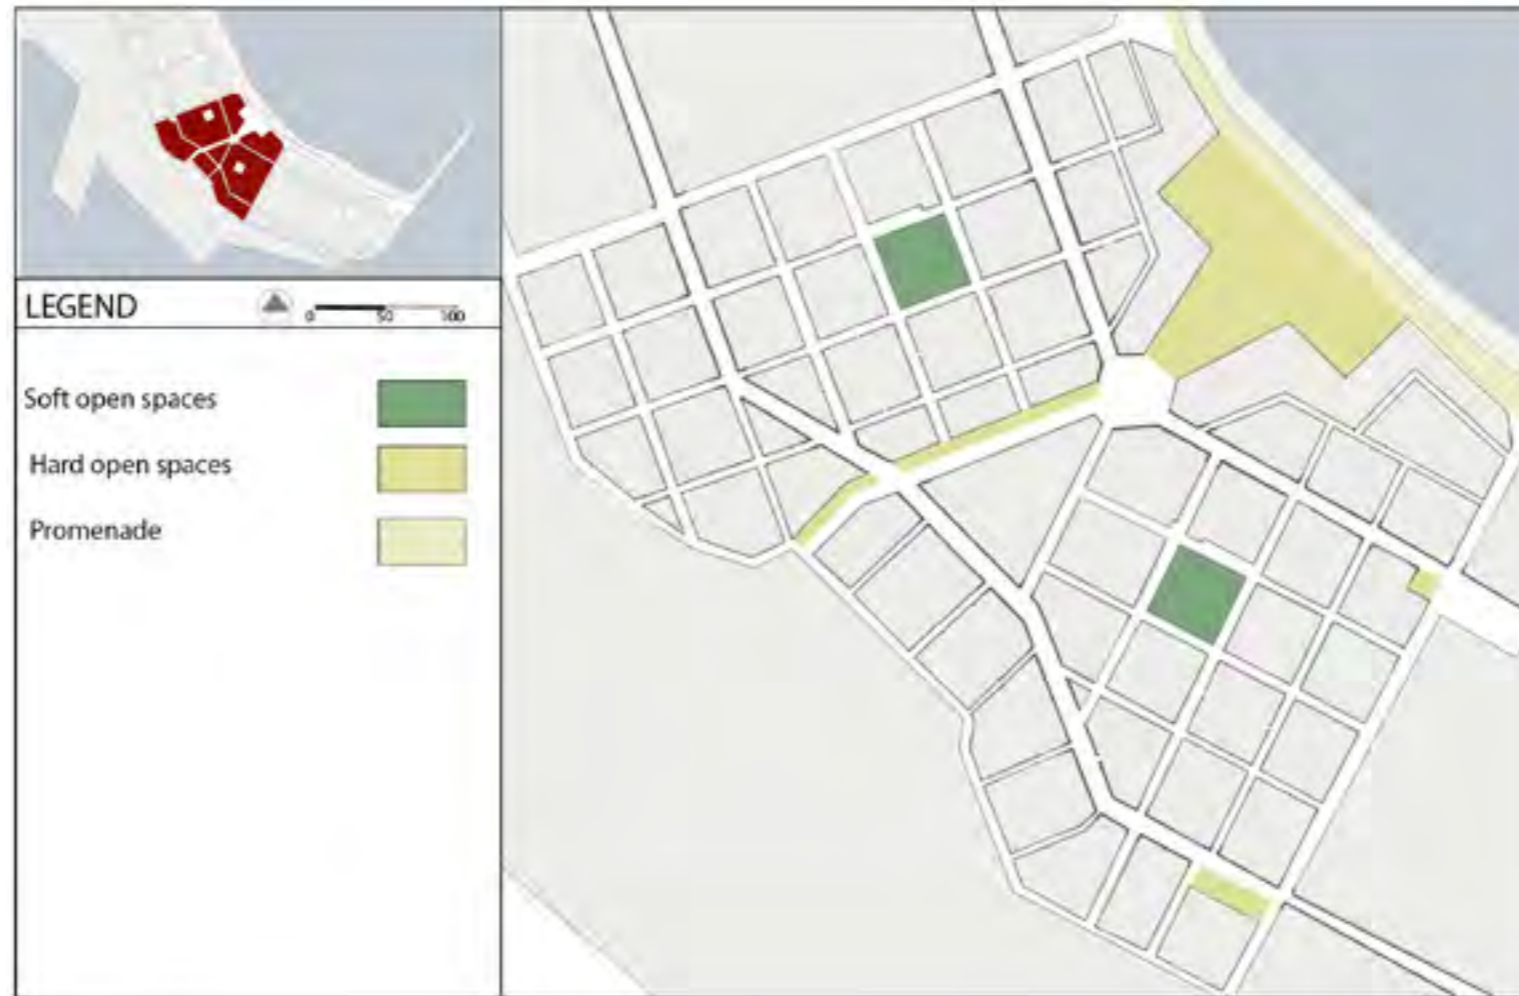 LEGEND
0 50 100
Soft open spaces
Hard open spaces
Promenade